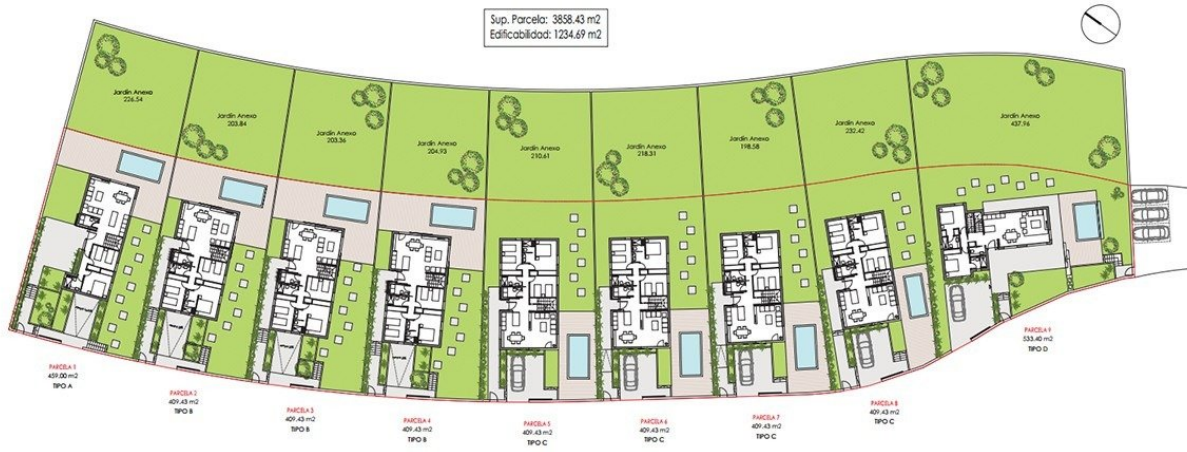 Sup. Parcela: 3858.43 m2
Edificabilidad: 1234.69 m2
Jardín Anexo
226.54
Jardín Anexo
203.84
Jardín Anexo
203.36
Jardín Anexo
204.93
Jardín Anexo
210.61
Jardín Anexo
218.31
Jardín Anexo
198.58
Jardín Anexo
232.42
Jardín Anexo
437.96
PARCELA 1
459.00 m2
TIPO A
PARCELA 2
409.43 m2
TIPO B
PARCELA 3
409.43 m2
TIPO B
PARCELA 4
409.43 m2
TIPO B
PARCELA 5
409.43 m2
TIPO C
PARCELA 6
409.43 m2
TIPO C
PARCELA 7
409.43 m2
TIPO C
PARCELA 8
409.43 m2
TIPO C
PARCELA 9
533.40 m2
TIPO D